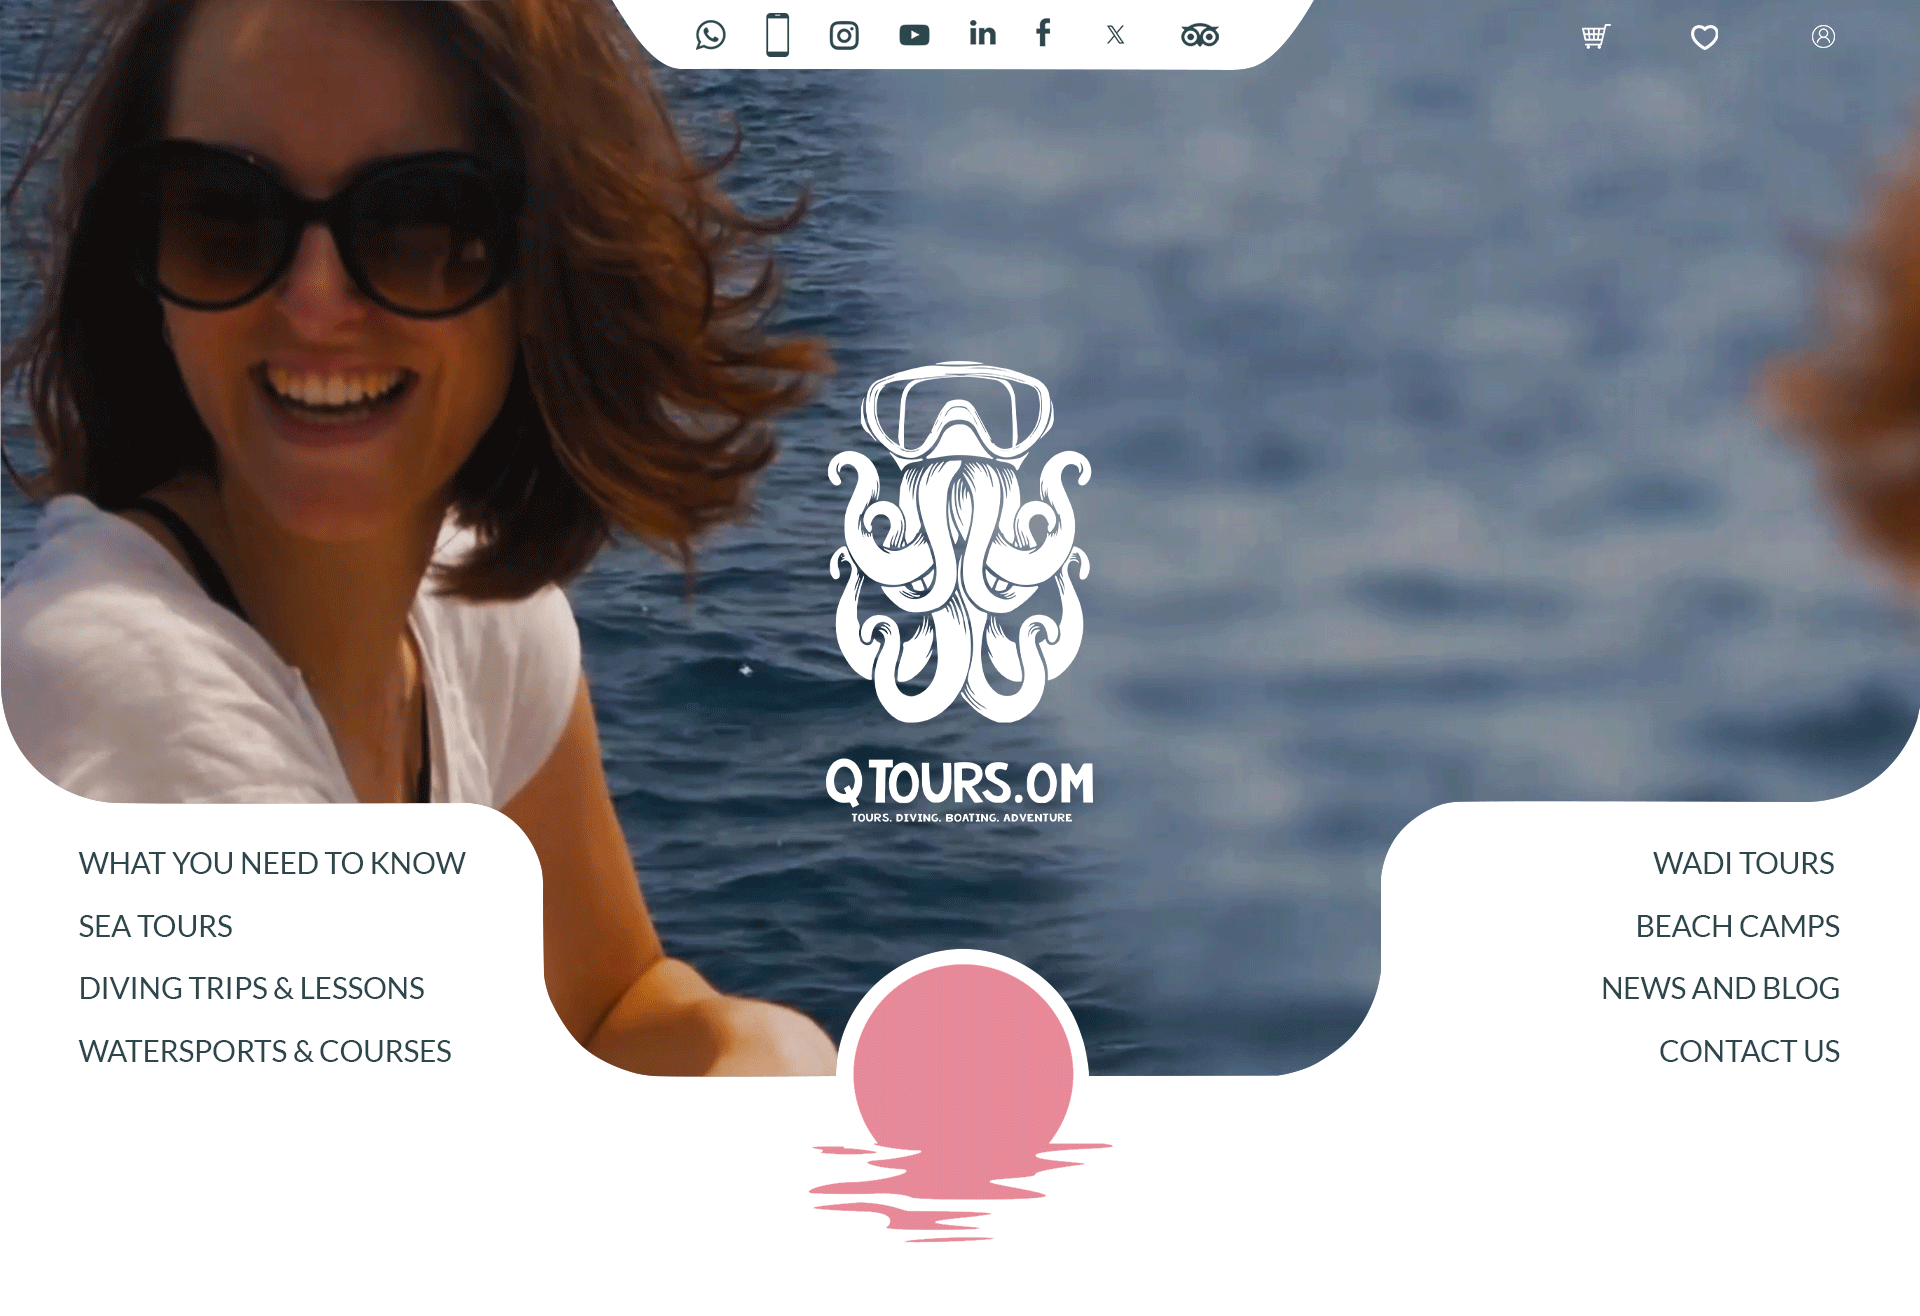 Q TOURS.OM
TOURS. DIVING. BOATING. ADVENTURE
WHAT YOU NEED TO KNOW
SEA TOURS
DIVING TRIPS & LESSONS
WATERSPORTS & COURSES
WADI TOURS
BEACH CAMPS
NEWS AND BLOG
CONTACT US